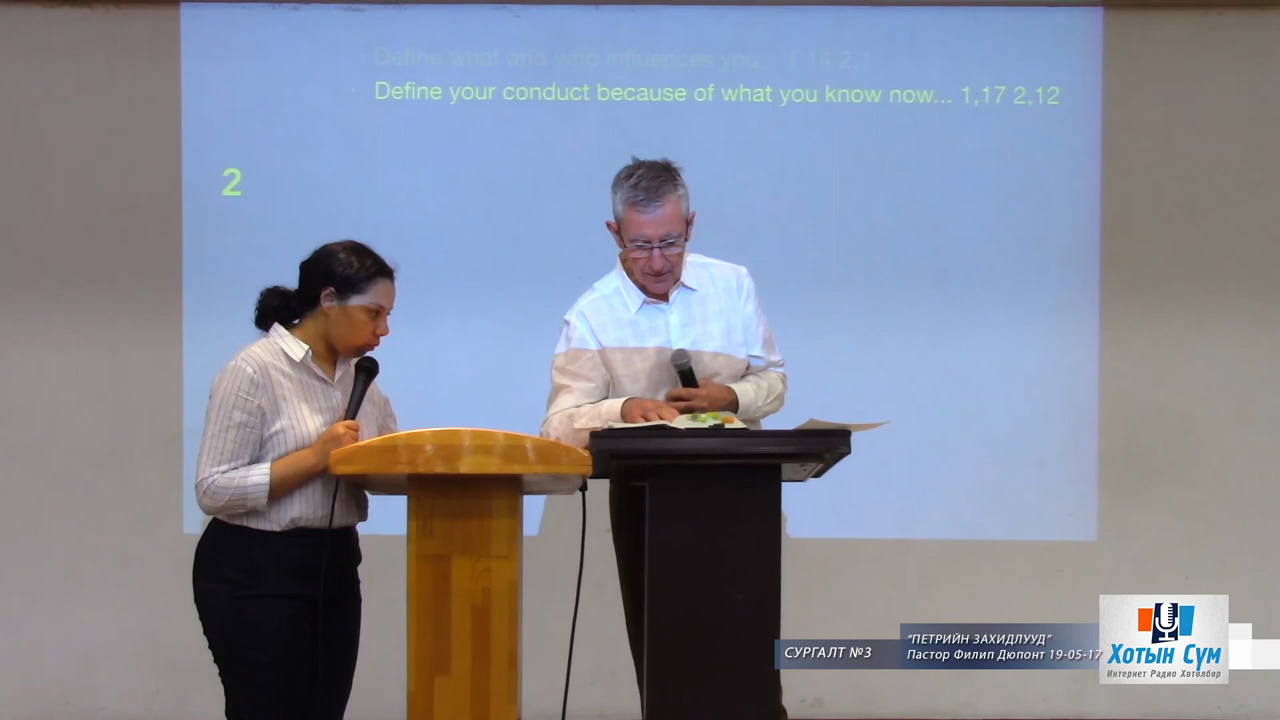 Define what and who influences you... 1,14 2,1
Define your conduct because of what you know now... 1,17 2,12
2
СУРГАЛТ №3
"ПЕТРИЙН ЗАХИДЛУУД"
Пастор Филип Дюпонт 19-05-17
Хотын Сүм
Интернет Радио Хөтөлбөр